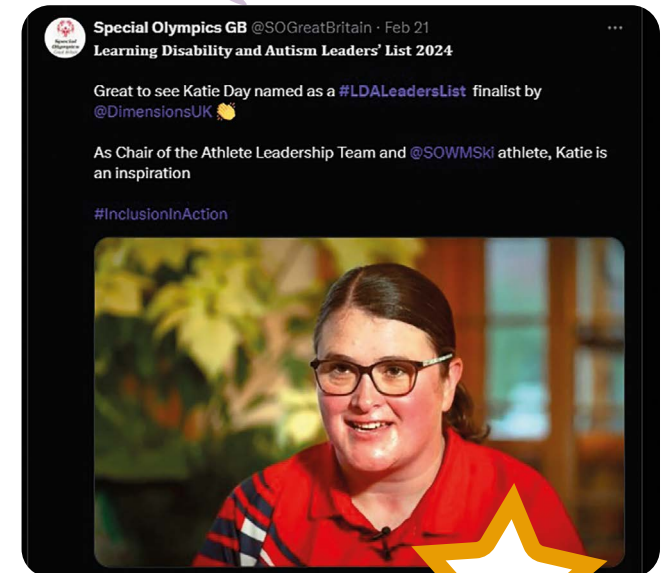 Special Olympics GB @SOGreatBritain · Feb 21
Learning Disability and Autism Leaders' List 2024
Great to see Katie Day named as a #LDALeadersList finalist by
@DimensionsUK 👏
As Chair of the Athlete Leadership Team and @SOWMSki athlete, Katie is
an inspiration
#InclusionInAction